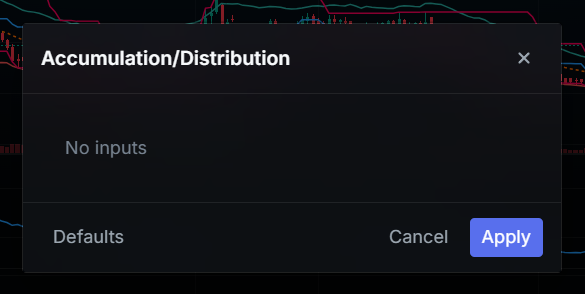 Accumulation/Distribution
No inputs
Defaults
Cancel
Apply